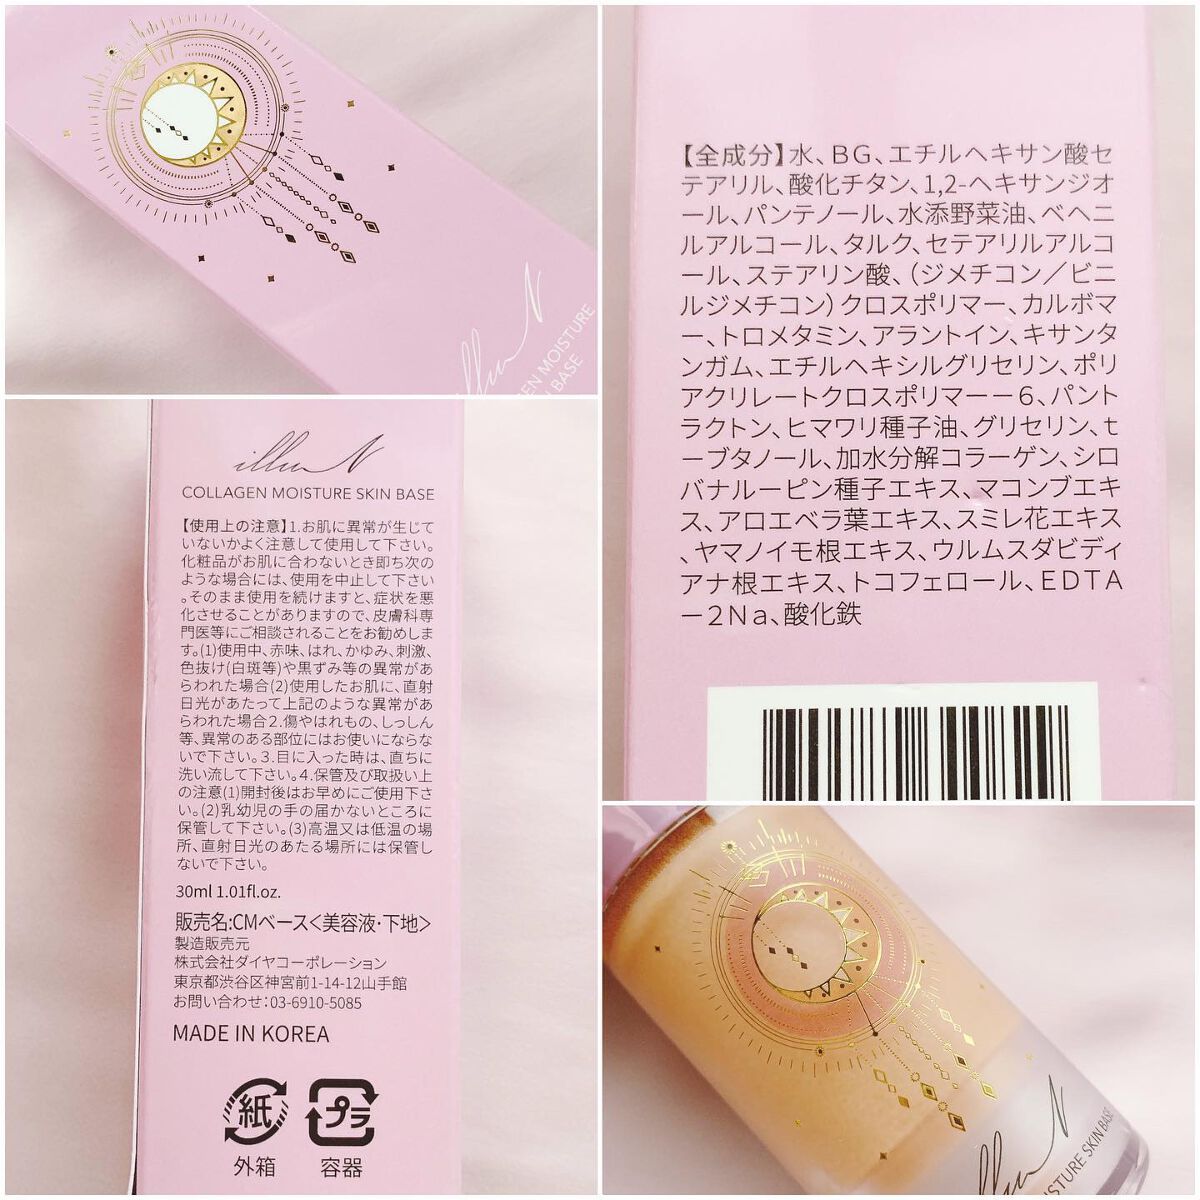 illuN
GEN MOISTURE
BASE
【全成分】水、BG、エチルヘキサン酸セ
テアリル、酸化チタン、1,2-ヘキサンジオ
ール、パンテノール、水添野菜油、ベヘニ
ルアルコール、タルク、セテアリルアルコ
ール、ステアリン酸、（ジメチコン／ビニ
ルジメチコン）クロスポリマー、カルボマ
ー、トロメタミン、アラントイン、キサンタ
ンガム、エチルヘキシルグリセリン、ポリ
アクリレートクロスポリマー－6、パント
ラクトン、ヒマワリ種子油、グリセリン、t
ーブタノール、加水分解コラーゲン、シロ
バナルーピン種子エキス、マコンブエキ
ス、アロエベラ葉エキス、スミレ花エキス
、ヤマノイモ根エキス、ウルムスダビディ
アナ根エキス、トコフェロール、EDTA
－2Na、酸化鉄
illuN
COLLAGEN MOISTURE SKIN BASE
【使用上の注意】1.お肌に異常が生じて
いないかよく注意して使用して下さい。
化粧品がお肌に合わないとき即ち次の
ような場合には、使用を中止して下さい
。そのまま使用を続けますと、症状を悪
化させることがありますので、皮膚科専
門医等にご相談されることをお勧めしま
す。(1)使用中、赤味、はれ、かゆみ、刺激、
色抜け(白斑等)や黒ずみ等の異常があ
らわれた場合(2)使用したお肌に、直射
日光があたって上記のような異常があ
らわれた場合2.傷やはれもの、しっしん
等、異常のある部位にはお使いにならな
いで下さい。3.目に入った時は、直ちに
洗い流して下さい。4.保管及び取扱い上
の注意(1)開封後はお早めにご使用下さ
い。(2)乳幼児の手の届かないところに
保管して下さい。(3)高温又は低温の場
所、直射日光のあたる場所には保管し
ないで下さい。
30ml 1.01fl.oz.
販売名:CMベース<美容液・下地>
製造販売元
株式会社ダイヤコーポレーション
東京都渋谷区神宮前1-14-12山手館
お問い合わせ:03-6910-5085
MADE IN KOREA
紙 プラ
外箱 容器
illuN
MOISTURE SKIN BASE